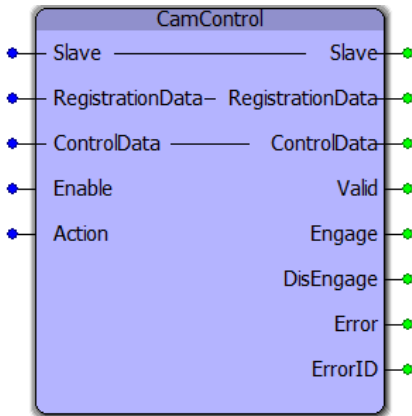 CamControl
Slave Slave
RegistrationData RegistrationData
ControlData ControlData
Enable Valid
Action Engage
DisEngage
Error
ErrorID